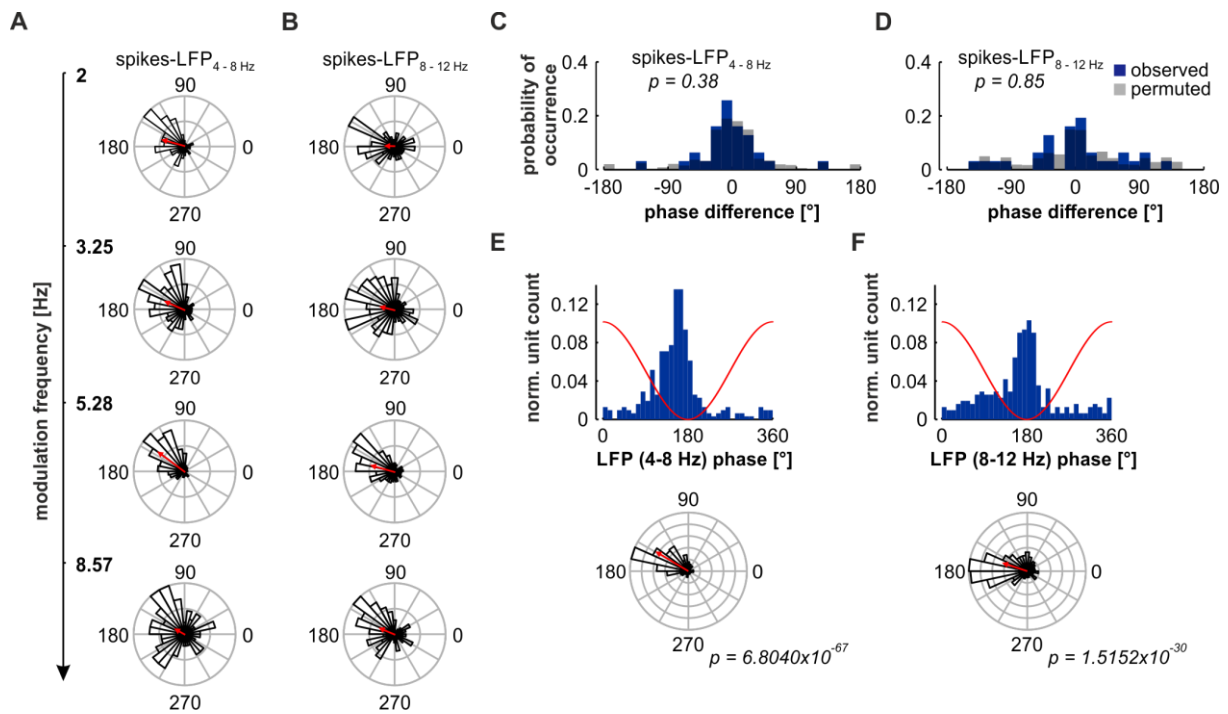 A
B
C
D
spikes-LFP4 - 8 Hz
spikes-LFP8 - 12 Hz
spikes-LFP4 - 8 Hz
p = 0.38
spikes-LFP8 - 12 Hz
p = 0.85
observed
permuted
modulation frequency [Hz]
2
3.25
5.28
8.57
90
180
0
270
90
180
0
270
90
180
0
270
90
180
0
270
90
180
0
270
90
180
0
270
90
180
0
270
90
180
0
270
probability of
occurrence
0.4
0.2
0
-180
-90
0
90
180
phase difference [°]
0.4
0.2
0
-180
-90
0
90
180
phase difference [°]
E
F
norm. unit count
0.12
0.08
0.04
0
0
180
360
LFP (4-8 Hz) phase [°]
norm. unit count
0.12
0.08
0.04
0
0
180
360
LFP (8-12 Hz) phase [°]
90
180
0
270
p = 6.8040x10-67
90
180
0
270
p = 1.5152x10-30